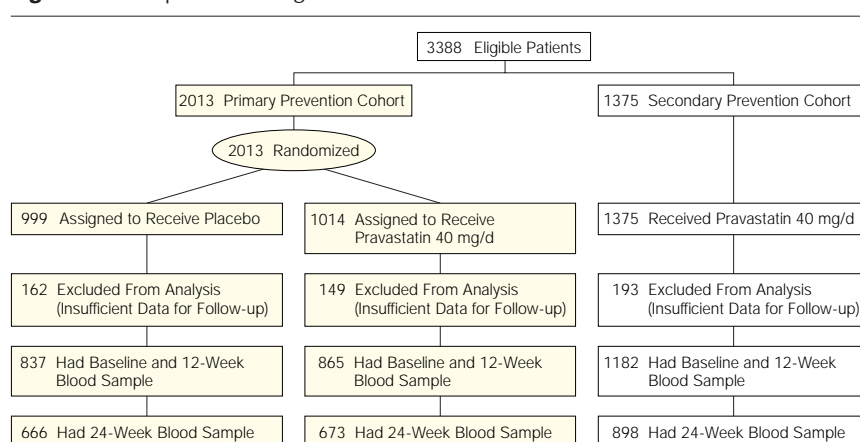 3388 Eligible Patients
2013 Primary Prevention Cohort
1375 Secondary Prevention Cohort
2013 Randomized
999 Assigned to Receive Placebo
1014 Assigned to Receive
Pravastatin 40 mg/d
1375 Received Pravastatin 40 mg/d
162 Excluded From Analysis
(Insufficient Data for Follow-up)
149 Excluded From Analysis
(Insufficient Data for Follow-up)
193 Excluded From Analysis
(Insufficient Data for Follow-up)
837 Had Baseline and 12-Week
Blood Sample
865 Had Baseline and 12-Week
Blood Sample
1182 Had Baseline and 12-Week
Blood Sample
666 Had 24-Week Blood Sample
673 Had 24-Week Blood Sample
898 Had 24-Week Blood Sample